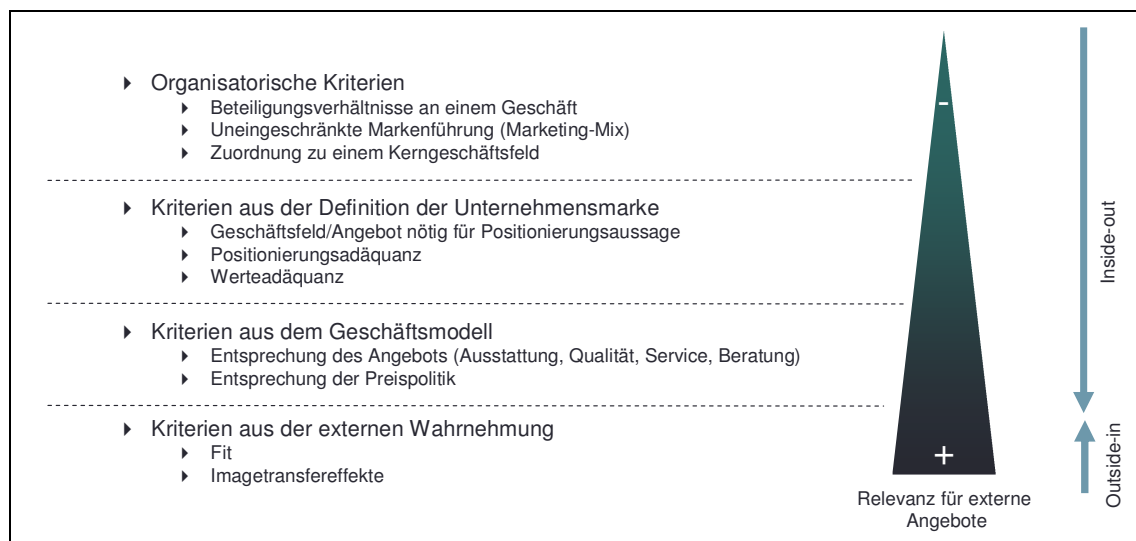 Organisatorische Kriterien
Beteiligungsverhältnisse an einem Geschäft
Uneingeschränkte Markenführung (Marketing-Mix)
Zuordnung zu einem Kerngeschäftsfeld
Kriterien aus der Definition der Unternehmensmarke
Geschäftsfeld/Angebot nötig für Positionierungsaussage
Positionierungsadäquanz
Werteadäquanz
Kriterien aus dem Geschäftsmodell
Entsprechung des Angebots (Ausstattung, Qualität, Service, Beratung)
Entsprechung der Preispolitik
Kriterien aus der externen Wahrnehmung
Fit
Imagetransfereffekte
-
+
Relevanz für externe
Angebote
Inside-out
Outside-in